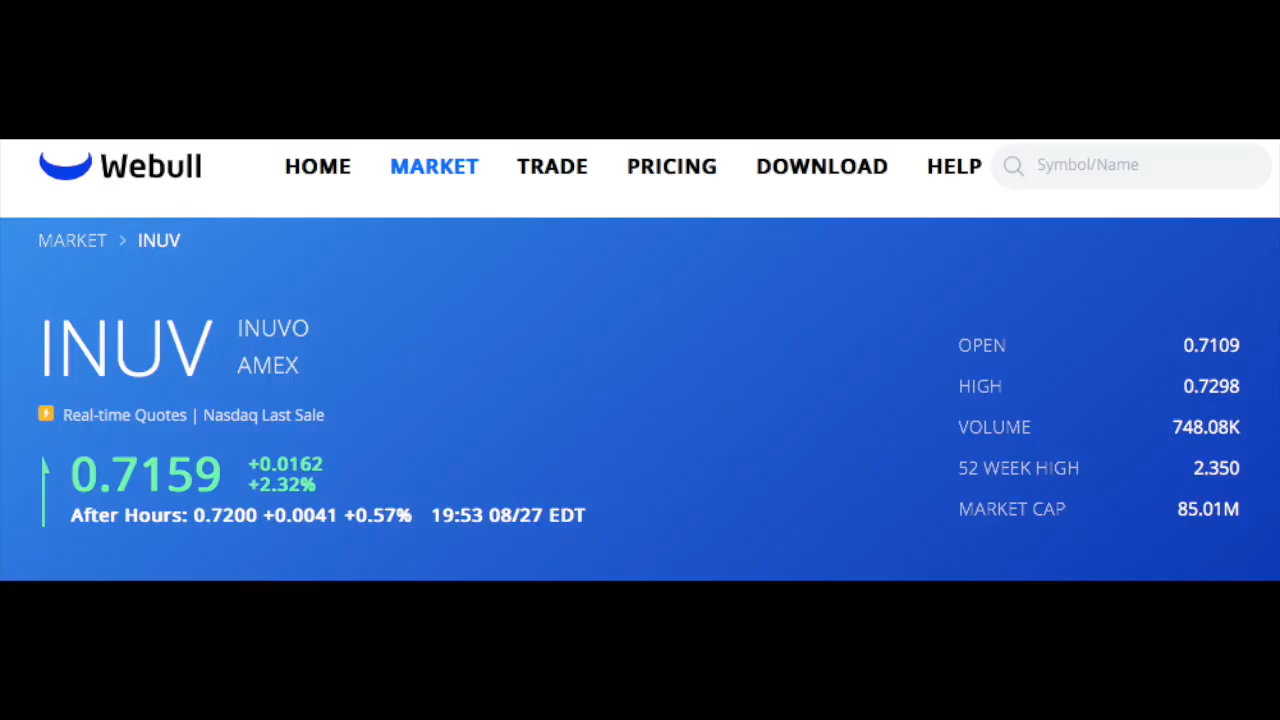 Webull HOME MARKET TRADE PRICING DOWNLOAD HELP Symbol/Name
MARKET > INUV
INUV
INUVO
AMEX
Real-time Quotes | Nasdaq Last Sale
0.7159
+0.0162
+2.32%
After Hours: 0.7200 +0.0041 +0.57% 19:53 08/27 EDT
OPEN 0.7109
HIGH 0.7298
VOLUME 748.08K
52 WEEK HIGH 2.350
MARKET CAP 85.01M